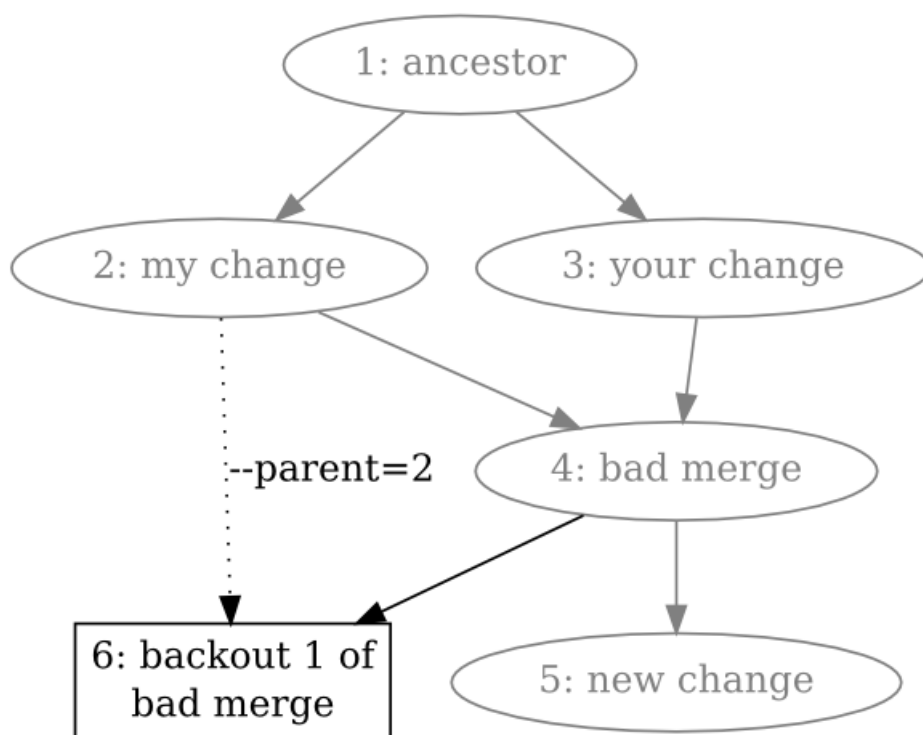 1: ancestor
2: my change
3: your change
--parent=2
4: bad merge
6: backout 1 of
bad merge
5: new change